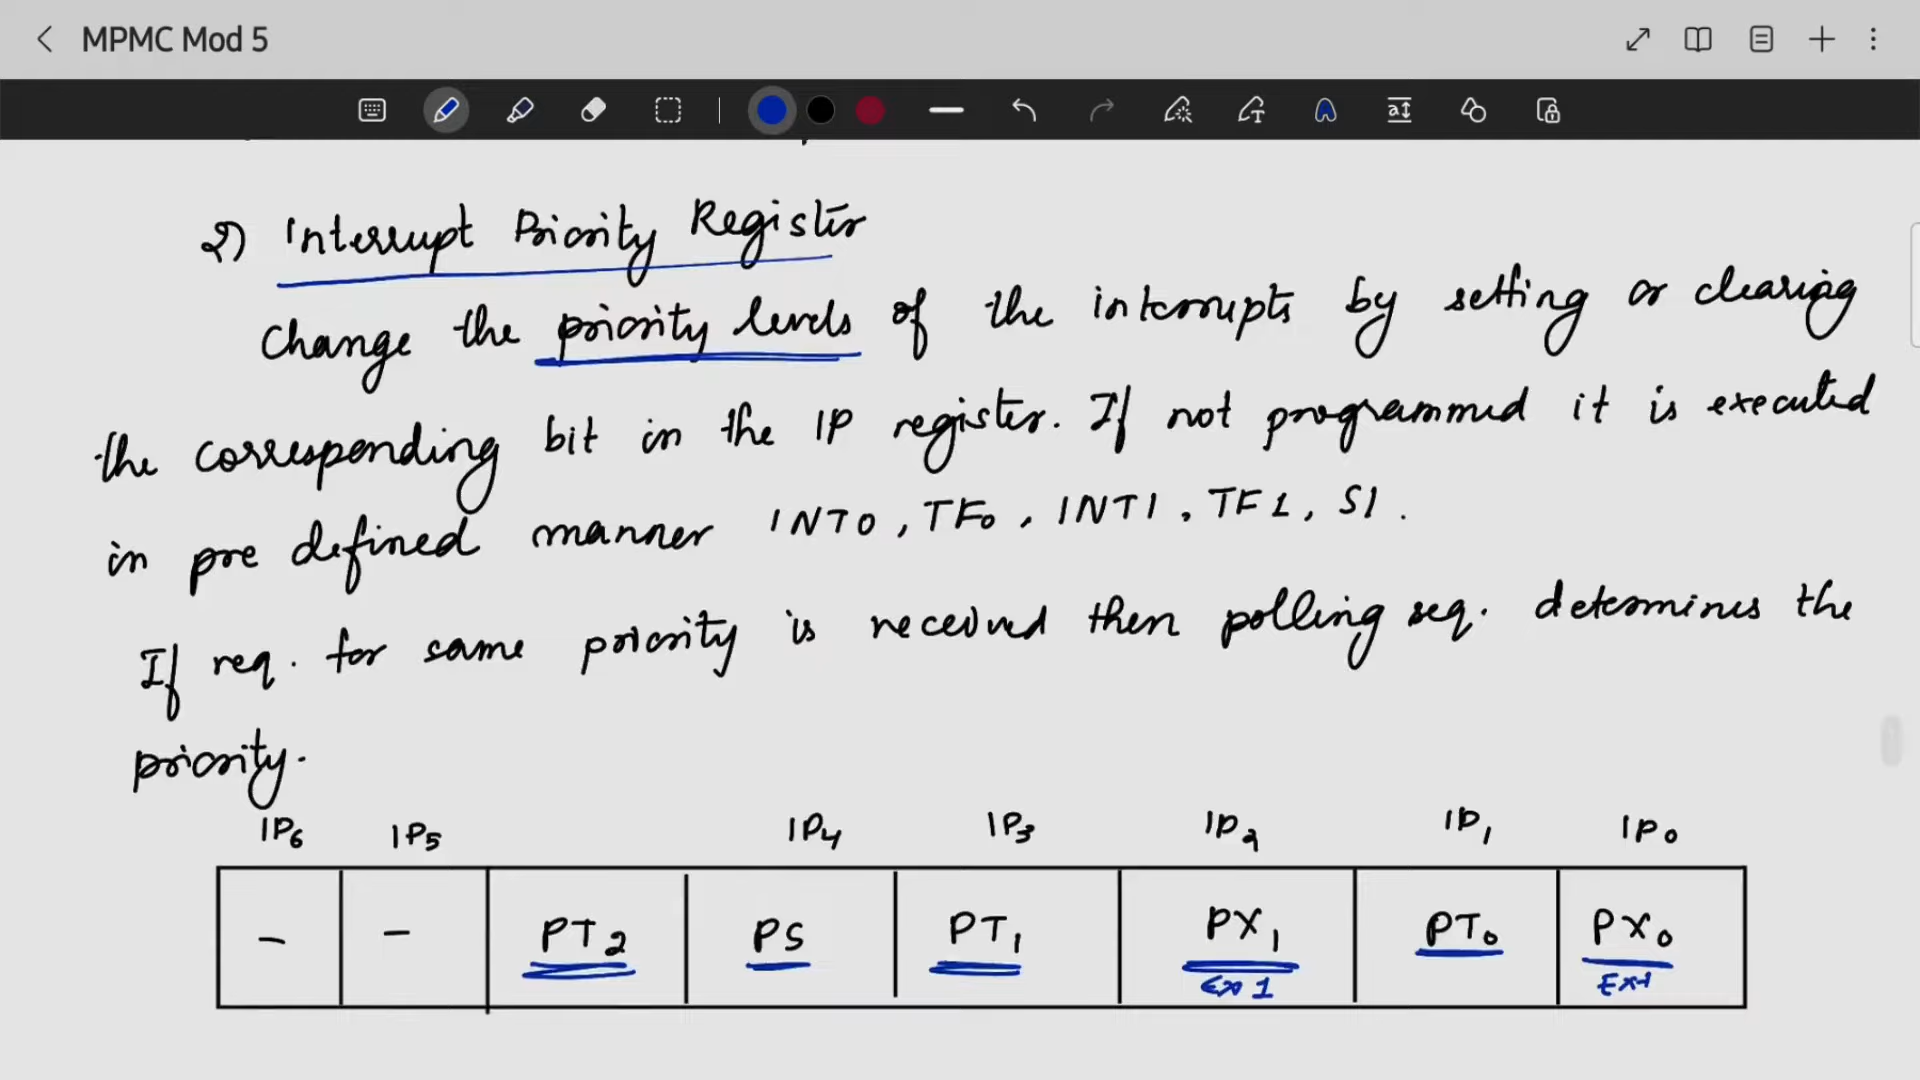 MPMC Mod 5
2) Interrupt Priority Register
Change the priority levels of the interrupts by setting or clearing
the corresponding bit in the IP register. If not programmed it is executed
in pre defined manner INT0, TF0, INT1, TF1, SI.
If req. for same priority is received then polling seq. determines the
priority.
IP6 IP5 IP4 IP3 IP2 IP1 IP0
- - PT2 PS PT1 PX1 PT0 PX0
Ex 1 Ext